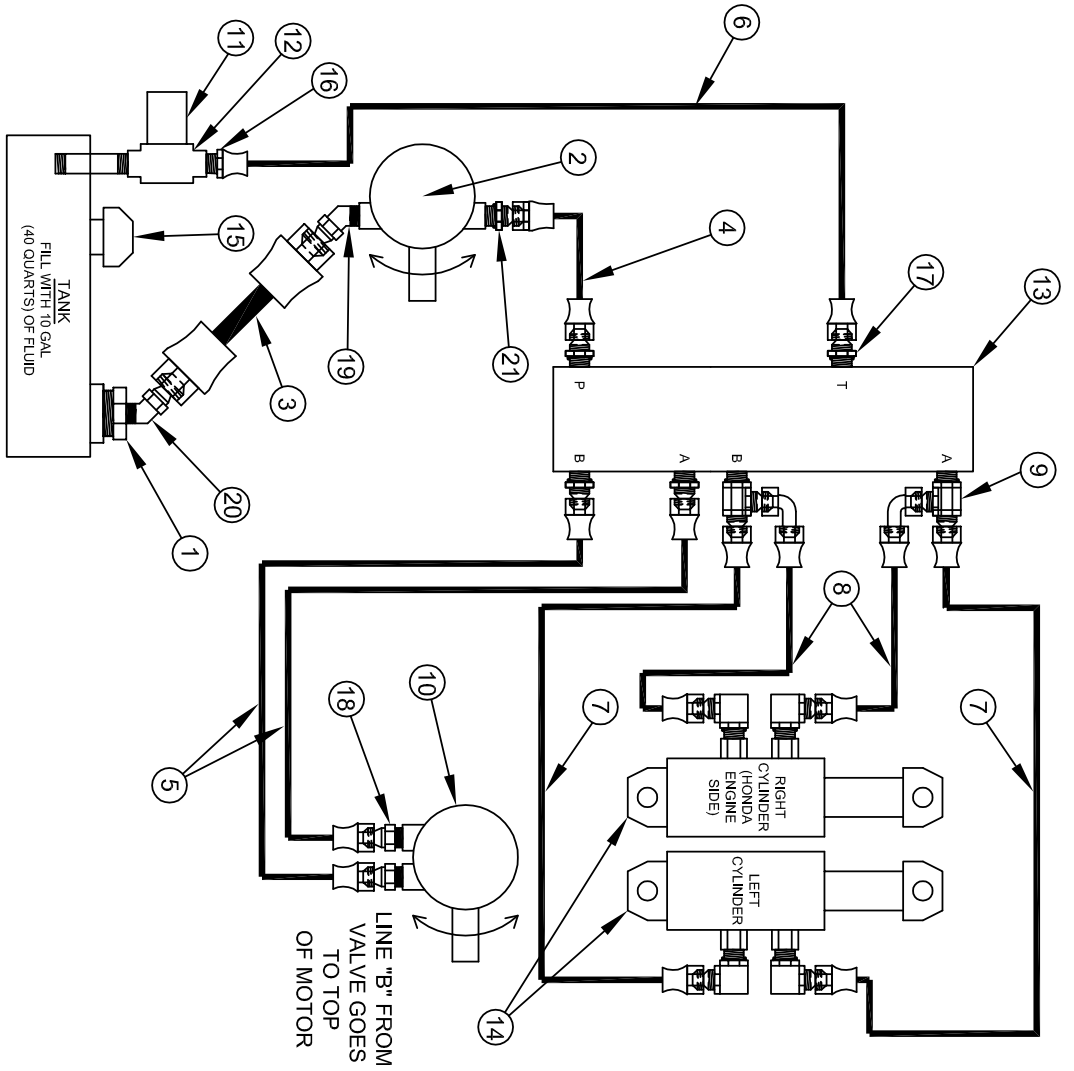 13
9
7
A
17
T
8
RIGHT
CYLINDER
(HONDA
ENGINE
SIDE)
LEFT
CYLINDER
6
4
B
A
7
2
P
B
21
14
10
LINE "B" FROM
VALVE GOES
TO TOP
OF MOTOR
19
18
16
12
3
11
15
20
1
5
TANK
FILL WITH 10 GAL
(40 QUARTS) OF FLUID